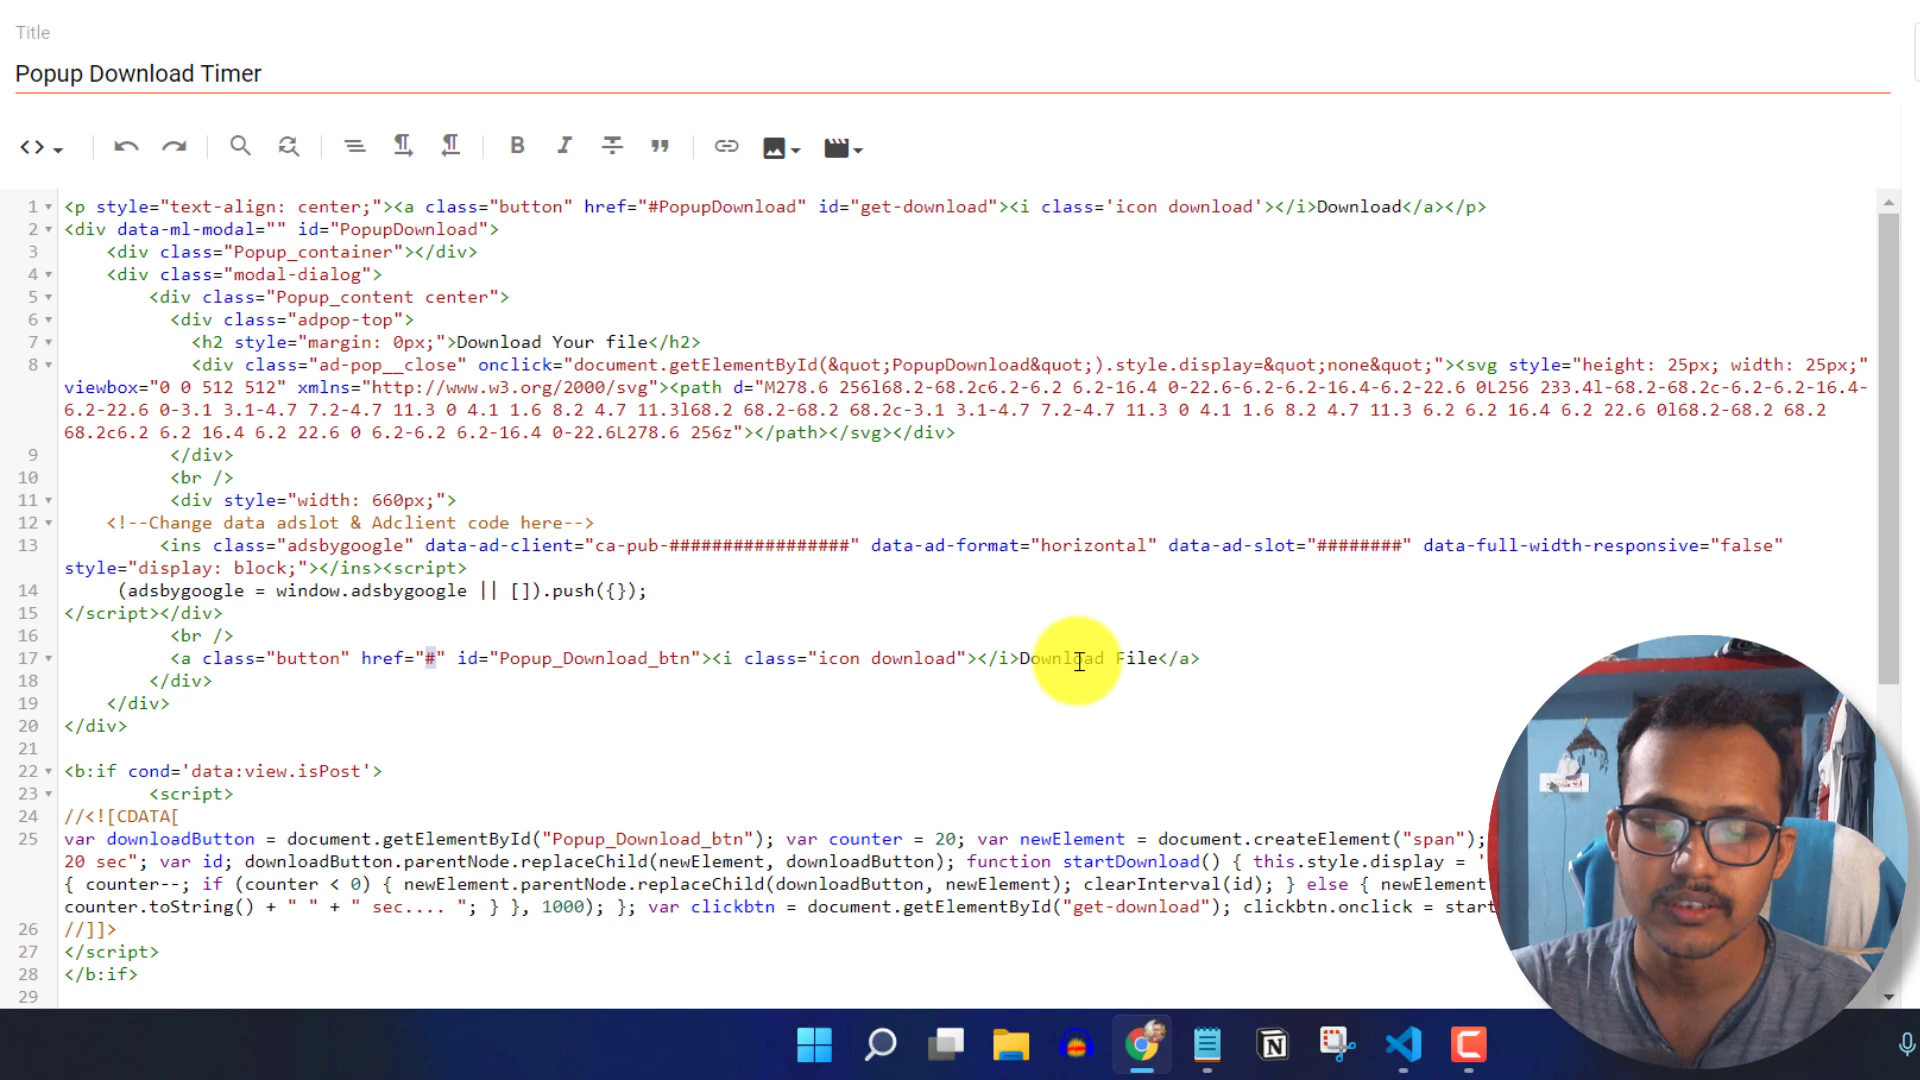 Title
Popup Download Timer
1 <p style="text-align: center;"><a class="button" href="#PopupDownload" id="get-download"><i class='icon download'></i>Download</a></p>
2 <div data-ml-modal="" id="PopupDownload">
3 <div class="Popup_container"></div>
4 <div class="modal-dialog">
5 <div class="Popup_content center">
6 <div class="adpop-top">
7 <h2 style="margin: 0px;">Download Your file</h2>
8 <div class="ad-pop__close" onclick="document.getElementById(&quot;PopupDownload&quot;).style.display=&quot;none&quot;"><svg style="height: 25px; width: 25px;"
viewbox="0 0 512 512" xmlns="http://www.w3.org/2000/svg"><path d="M278.6 256l68.2-68.2c6.2-6.2 6.2-16.4 0-22.6-6.2-6.2-16.4-6.2-22.6 0L256 233.4l-68.2-68.2c-6.2-6.2-16.4-
6.2-22.6 0-3.1 3.1-4.7 7.2-4.7 11.3 0 4.1 1.6 8.2 4.7 11.3l68.2 68.2-68.2 68.2c-3.1 3.1-4.7 7.2-4.7 11.3 0 4.1 1.6 8.2 4.7 11.3 6.2 6.2 16.4 6.2 22.6 0l68.2-68.2 68.2
68.2c6.2 6.2 16.4 6.2 22.6 0 6.2-6.2 6.2-16.4 0-22.6L278.6 256z"></path></svg></div>
9 </div>
10 <br />
11 <div style="width: 660px;">
12 <!--Change data adslot & Adclient code here-->
13 <ins class="adsbygoogle" data-ad-client="ca-pub-#################" data-ad-format="horizontal" data-ad-slot="########" data-full-width-responsive="false"
style="display: block;"></ins><script>
14 (adsbygoogle = window.adsbygoogle || []).push({});
15 </script></div>
16 <br />
17 <a class="button" href="#" id="Popup_Download_btn"><i class="icon download"></i>Download File</a>
18 </div>
19 </div>
20 </div>
21
22 <b:if cond='data:view.isPost'>
23 <script>
24 //<![CDATA[
25 var downloadButton = document.getElementById("Popup_Download_btn"); var counter = 20; var newElement = document.createElement("span");
20 sec"; var id; downloadButton.parentNode.replaceChild(newElement, downloadButton); function startDownload() { this.style.display = '
{ counter--; if (counter < 0) { newElement.parentNode.replaceChild(downloadButton, newElement); clearInterval(id); } else { newElement
counter.toString() + " " + " sec.... "; } }, 1000); }; var clickbtn = document.getElementById("get-download"); clickbtn.onclick = start
26 //]]>
27 </script>
28 </b:if>
29